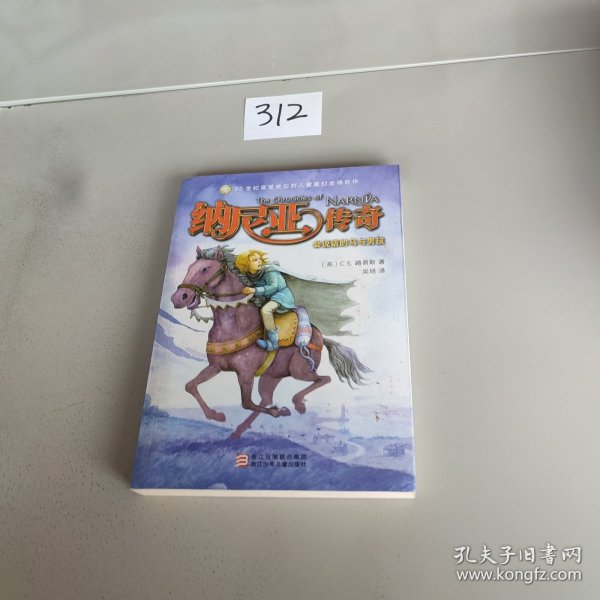 312
20世纪最受欢迎的儿童魔幻史诗巨作
The Chronicles of NARNIA
纳尼亚传奇
会说话的马与男孩
[英] C.S.路易斯 著
吴培 译
浙江出版联合集团
浙江少年儿童出版社
孔夫子旧书网
www.kongfz.com